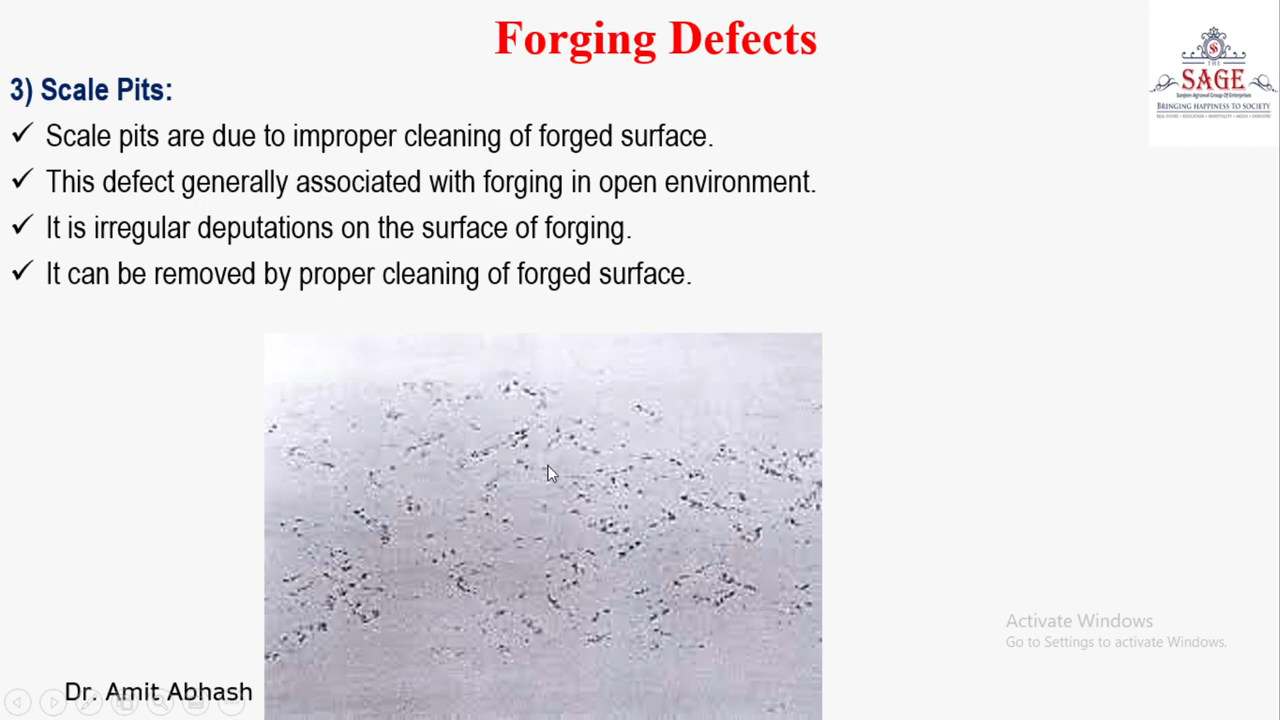 Forging Defects
THE
SAGE
Sanjeev Agrawal Group Of Enterprises
BRINGING HAPPINESS TO SOCIETY
REAL ESTATE • EDUCATION • HOSPITALITY • MEDIA • INDUSTRY
3) Scale Pits:
✓ Scale pits are due to improper cleaning of forged surface.
✓ This defect generally associated with forging in open environment.
✓ It is irregular deputations on the surface of forging.
✓ It can be removed by proper cleaning of forged surface.
Activate Windows
Go to Settings to activate Windows.
Dr. Amit Abhash